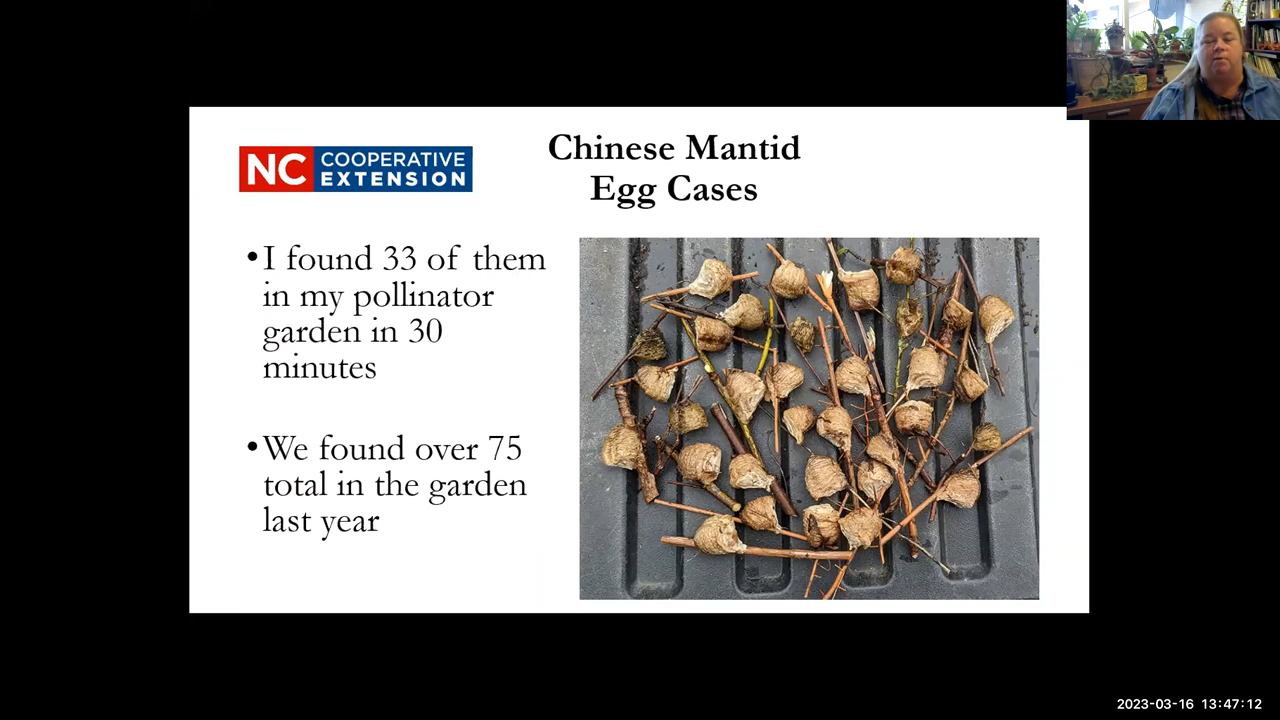 Chinese Mantid
Egg Cases
NC COOPERATIVE
EXTENSION
•I found 33 of them
in my pollinator
garden in 30
minutes
•We found over 75
total in the garden
last year
2023-03-16 13:47:12